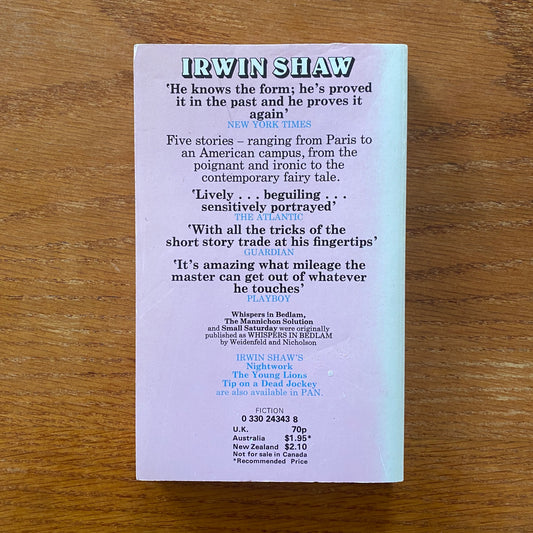 IRWIN SHAW
‘He knows the form; he’s proved
it in the past and he proves it
again’
NEW YORK TIMES
Five stories – ranging from Paris to
an American campus, from the
poignant and ironic to the
contemporary fairy tale.
‘Lively . . . beguiling . . .
sensitively portrayed’
THE ATLANTIC
‘With all the tricks of the
short story trade at his fingertips’
GUARDIAN
‘It’s amazing what mileage the
master can get out of whatever
he touches’
PLAYBOY
Whispers in Bedlam,
The Mannichon Solution
and Small Saturday were originally
published as WHISPERS IN BEDLAM
by Weidenfeld and Nicholson
IRWIN SHAW’S
Nightwork
The Young Lions
Tip on a Dead Jockey
are also available in PAN.
FICTION
0 330 24343 8
U.K. 70p
Australia $1.95*
New Zealand $2.10
Not for sale in Canada
*Recommended Price